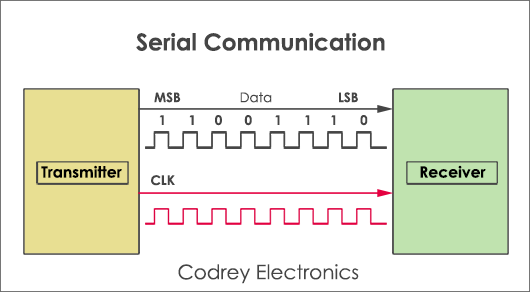 Serial Communication
MSB Data LSB
1 1 0 0 1 1 1 0
Transmitter
Receiver
CLK
Codrey Electronics